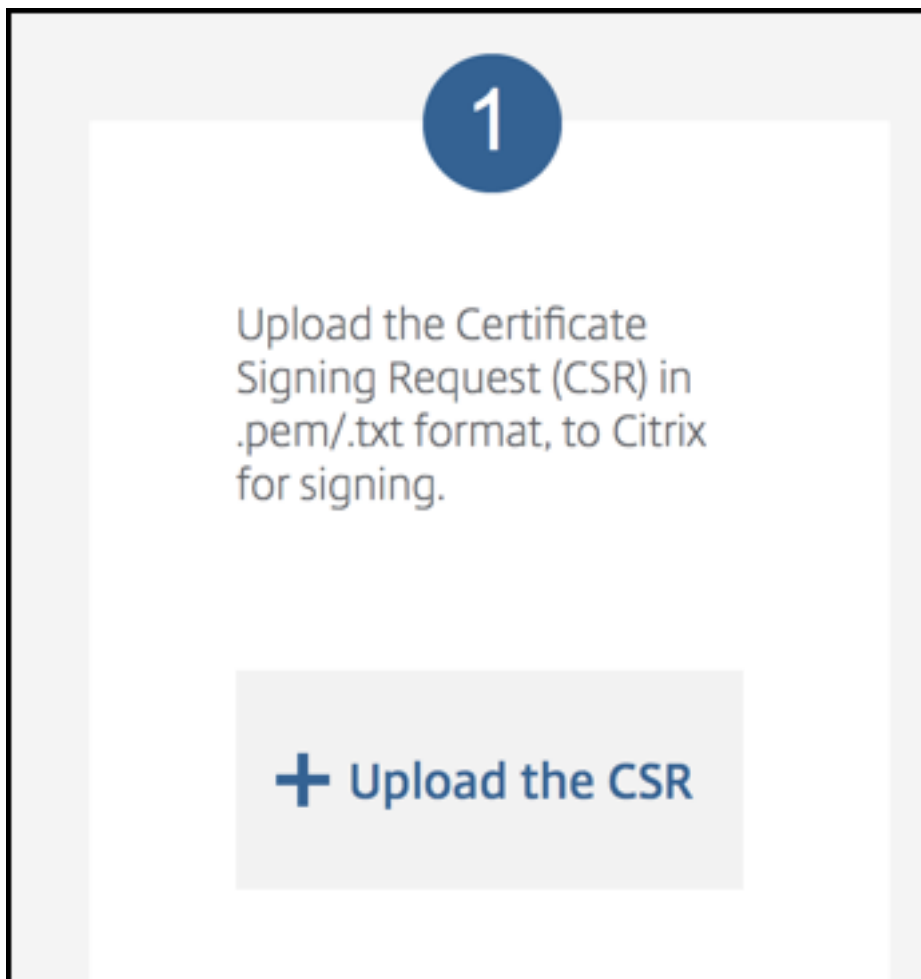 1
Upload the Certificate
Signing Request (CSR) in
.pem/.txt format, to Citrix
for signing.
+ Upload the CSR